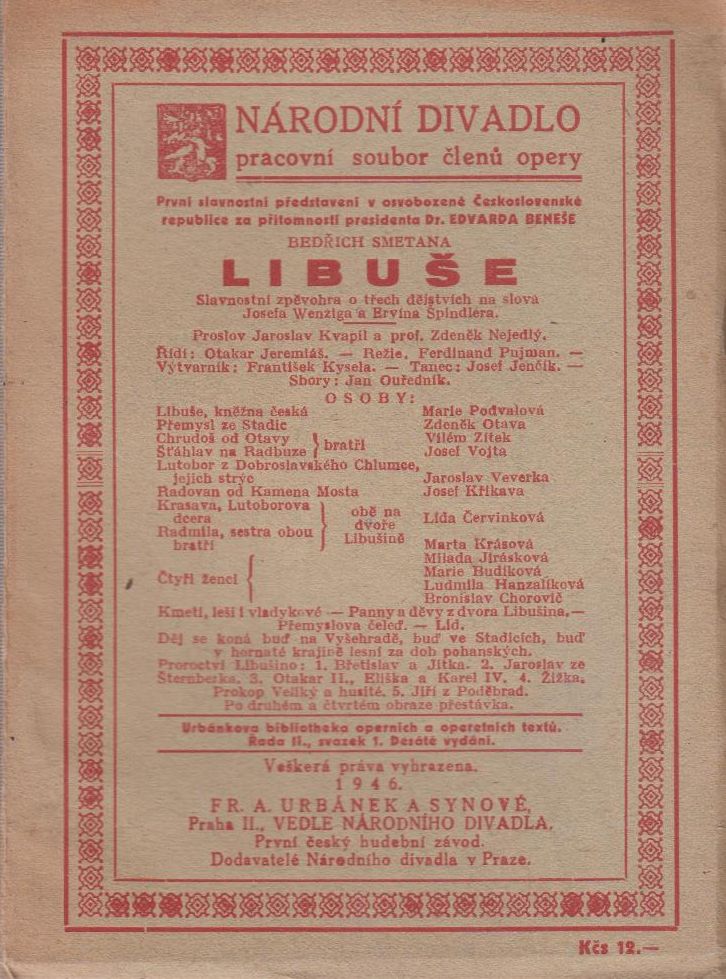 NÁRODNÍ DIVADLO
pracovní soubor členů opery
První slavnostní představení v osvobozené Československé
republice za přítomnosti presidenta Dr. EDVARDA BENEŠE
BEDŘICH SMETANA
LIBUŠE
Slavnostní zpěvohra o třech dějstvích na slova
Josefa Wenziga a Ervína Špindlera.
Proslov Jaroslav Kvapil a prof. Zdeněk Nejedlý.
Řídí: Otakar Jeremiáš. — Režie. Ferdinand Pujman. —
Výtvarník: František Kysela. — Tanec: Josef Jenčík. —
Sbory: Jan Ouředník.
OSOBY:
Libuše, kněžna česká Marie Podvalová
Přemysl ze Stadic Zdeněk Otava
Chrudoš od Otavy Vilém Zítek
Šťáhlav na Radbuze } bratři Josef Vojta
Lutobor z Dobroslavského Chlumce,
jejich strýc Jaroslav Veverka
Radovan od Kamena Mosta Josef Křikava
Krasava, Lutoborova
dcera } obě na dvoře Libušině Lída Červinková
Radmila, sestra obou
bratří Marta Krásová
Čtyři ženci { Milada Jirásková
Marie Budíková
Ludmila Hanzalíková
Bronislav Chorovič
Kmeti, leši i vladykové — Panny a děvy z dvora Libušina.—
Přemyslova čeleď. — Lid.
Děj se koná buď na Vyšehradě, buď ve Stadicích, buď
v hornaté krajině lesní za dob pohanských.
Proroctví Libušino: 1. Břetislav a Jitka. 2. Jaroslav ze
Šternberka. 3. Otakar II., Eliška a Karel IV. 4. Žižka,
Prokop Veliký a husité. 5. Jiří z Poděbrad.
Po druhém a čtvrtém obraze přestávka.
Urbánkova bibliotheka operních a operetních textů.
Řada II., svazek 1. Desáté vydání.
Veškerá práva vyhrazena.
1946.
FR. A. URBÁNEK A SYNOVÉ,
Praha II., VEDLE NÁRODNÍHO DIVADLA.
První český hudební závod.
Dodavatelé Národního divadla v Praze.
Kčs 12.—